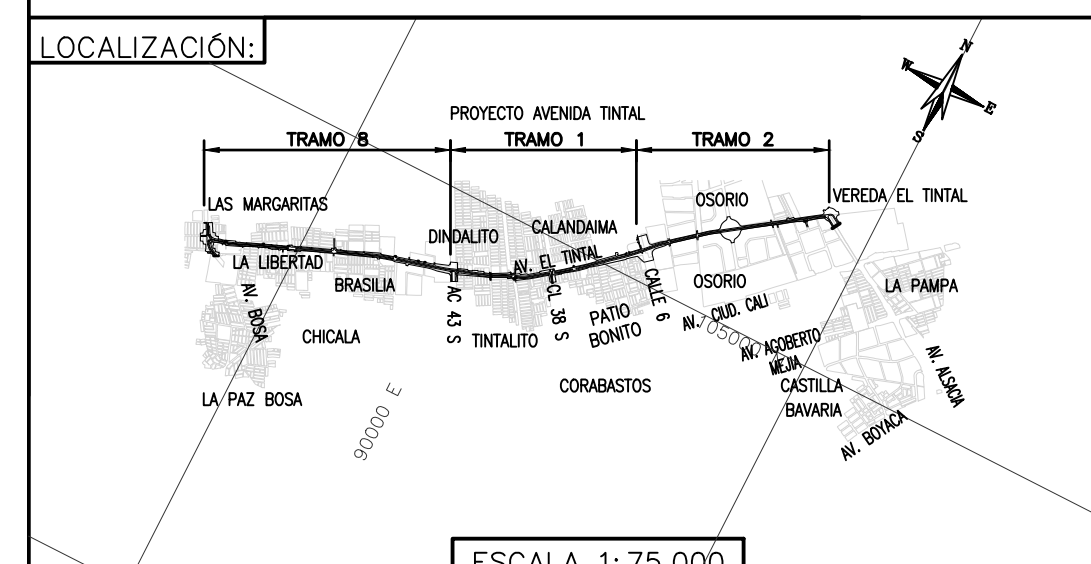 LOCALIZACIÓN:
N
W
E
S
PROYECTO AVENIDA TINTAL
TRAMO 8
TRAMO 1
TRAMO 2
LAS MARGARITAS
OSORIO
VEREDA EL TINTAL
DINDALITO
CALANDAIMA
LA LIBERTAD
AV. EL TINTAL
BRASILIA
AV. BOSA
AC 43 S
CL 38 S
CALLE 6
OSORIO
LA PAMPA
CHICALA
TINTALITO
PATIO
BONITO
AV. CIUD. CALI
AV. AGOBERTO
MEJIA
AV. ALSACIA
LA PAZ BOSA
90000 E
CORABASTOS
CASTILLA
BAVARIA
AV. BOYACA
ESCALA 1:75.000